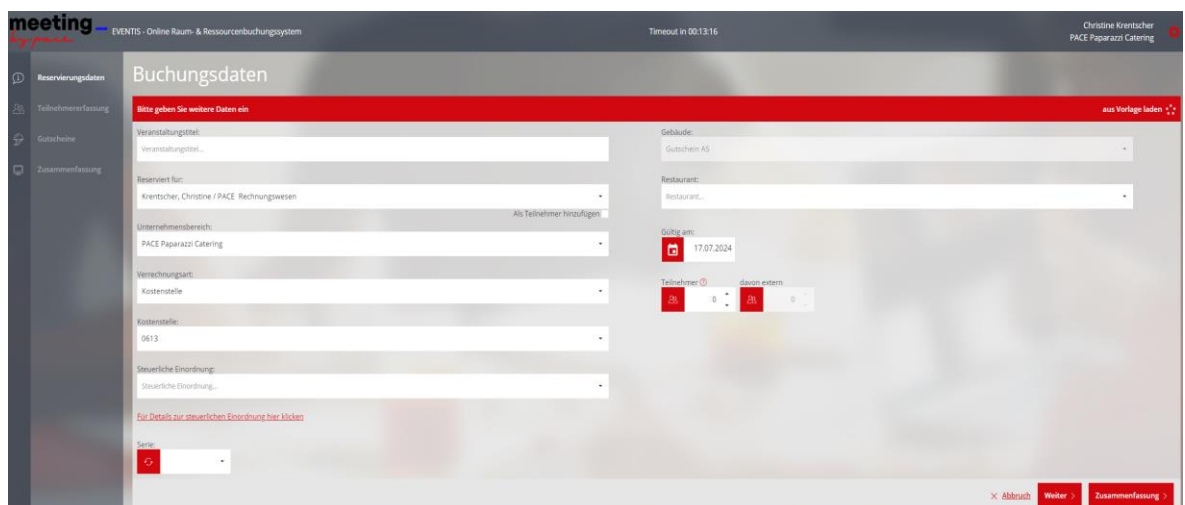 meeting_
by pace
EVENTIS - Online Raum- & Ressourcenbuchungssystem
Timeout in 00:13:16
Christine Krentscher
PACE Paparazzi Catering
Reservierungsdaten
Teilnehmererfassung
Gutscheine
Zusammenfassung
Buchungsdaten
Bitte geben Sie weitere Daten ein
aus Vorlage laden
Veranstaltungstitel:
Veranstaltungstitel...
Reserviert für:
Krentscher, Christine / PACE Rechnungswesen
Als Teilnehmer hinzufügen
Unternehmensbereich:
PACE Paparazzi Catering
Verrechnungsart:
Kostenstelle
Kostenstelle:
0613
Steuerliche Einordnung:
Steuerliche Einordnung...
Für Details zur steuerlichen Einordnung hier klicken
Serie:
Gebäude:
Gutschein AS
Restaurant:
Restaurant...
Gültig am:
17.07.2024
Teilnehmer davon extern
0 0
Abbruch Weiter > Zusammenfassung >